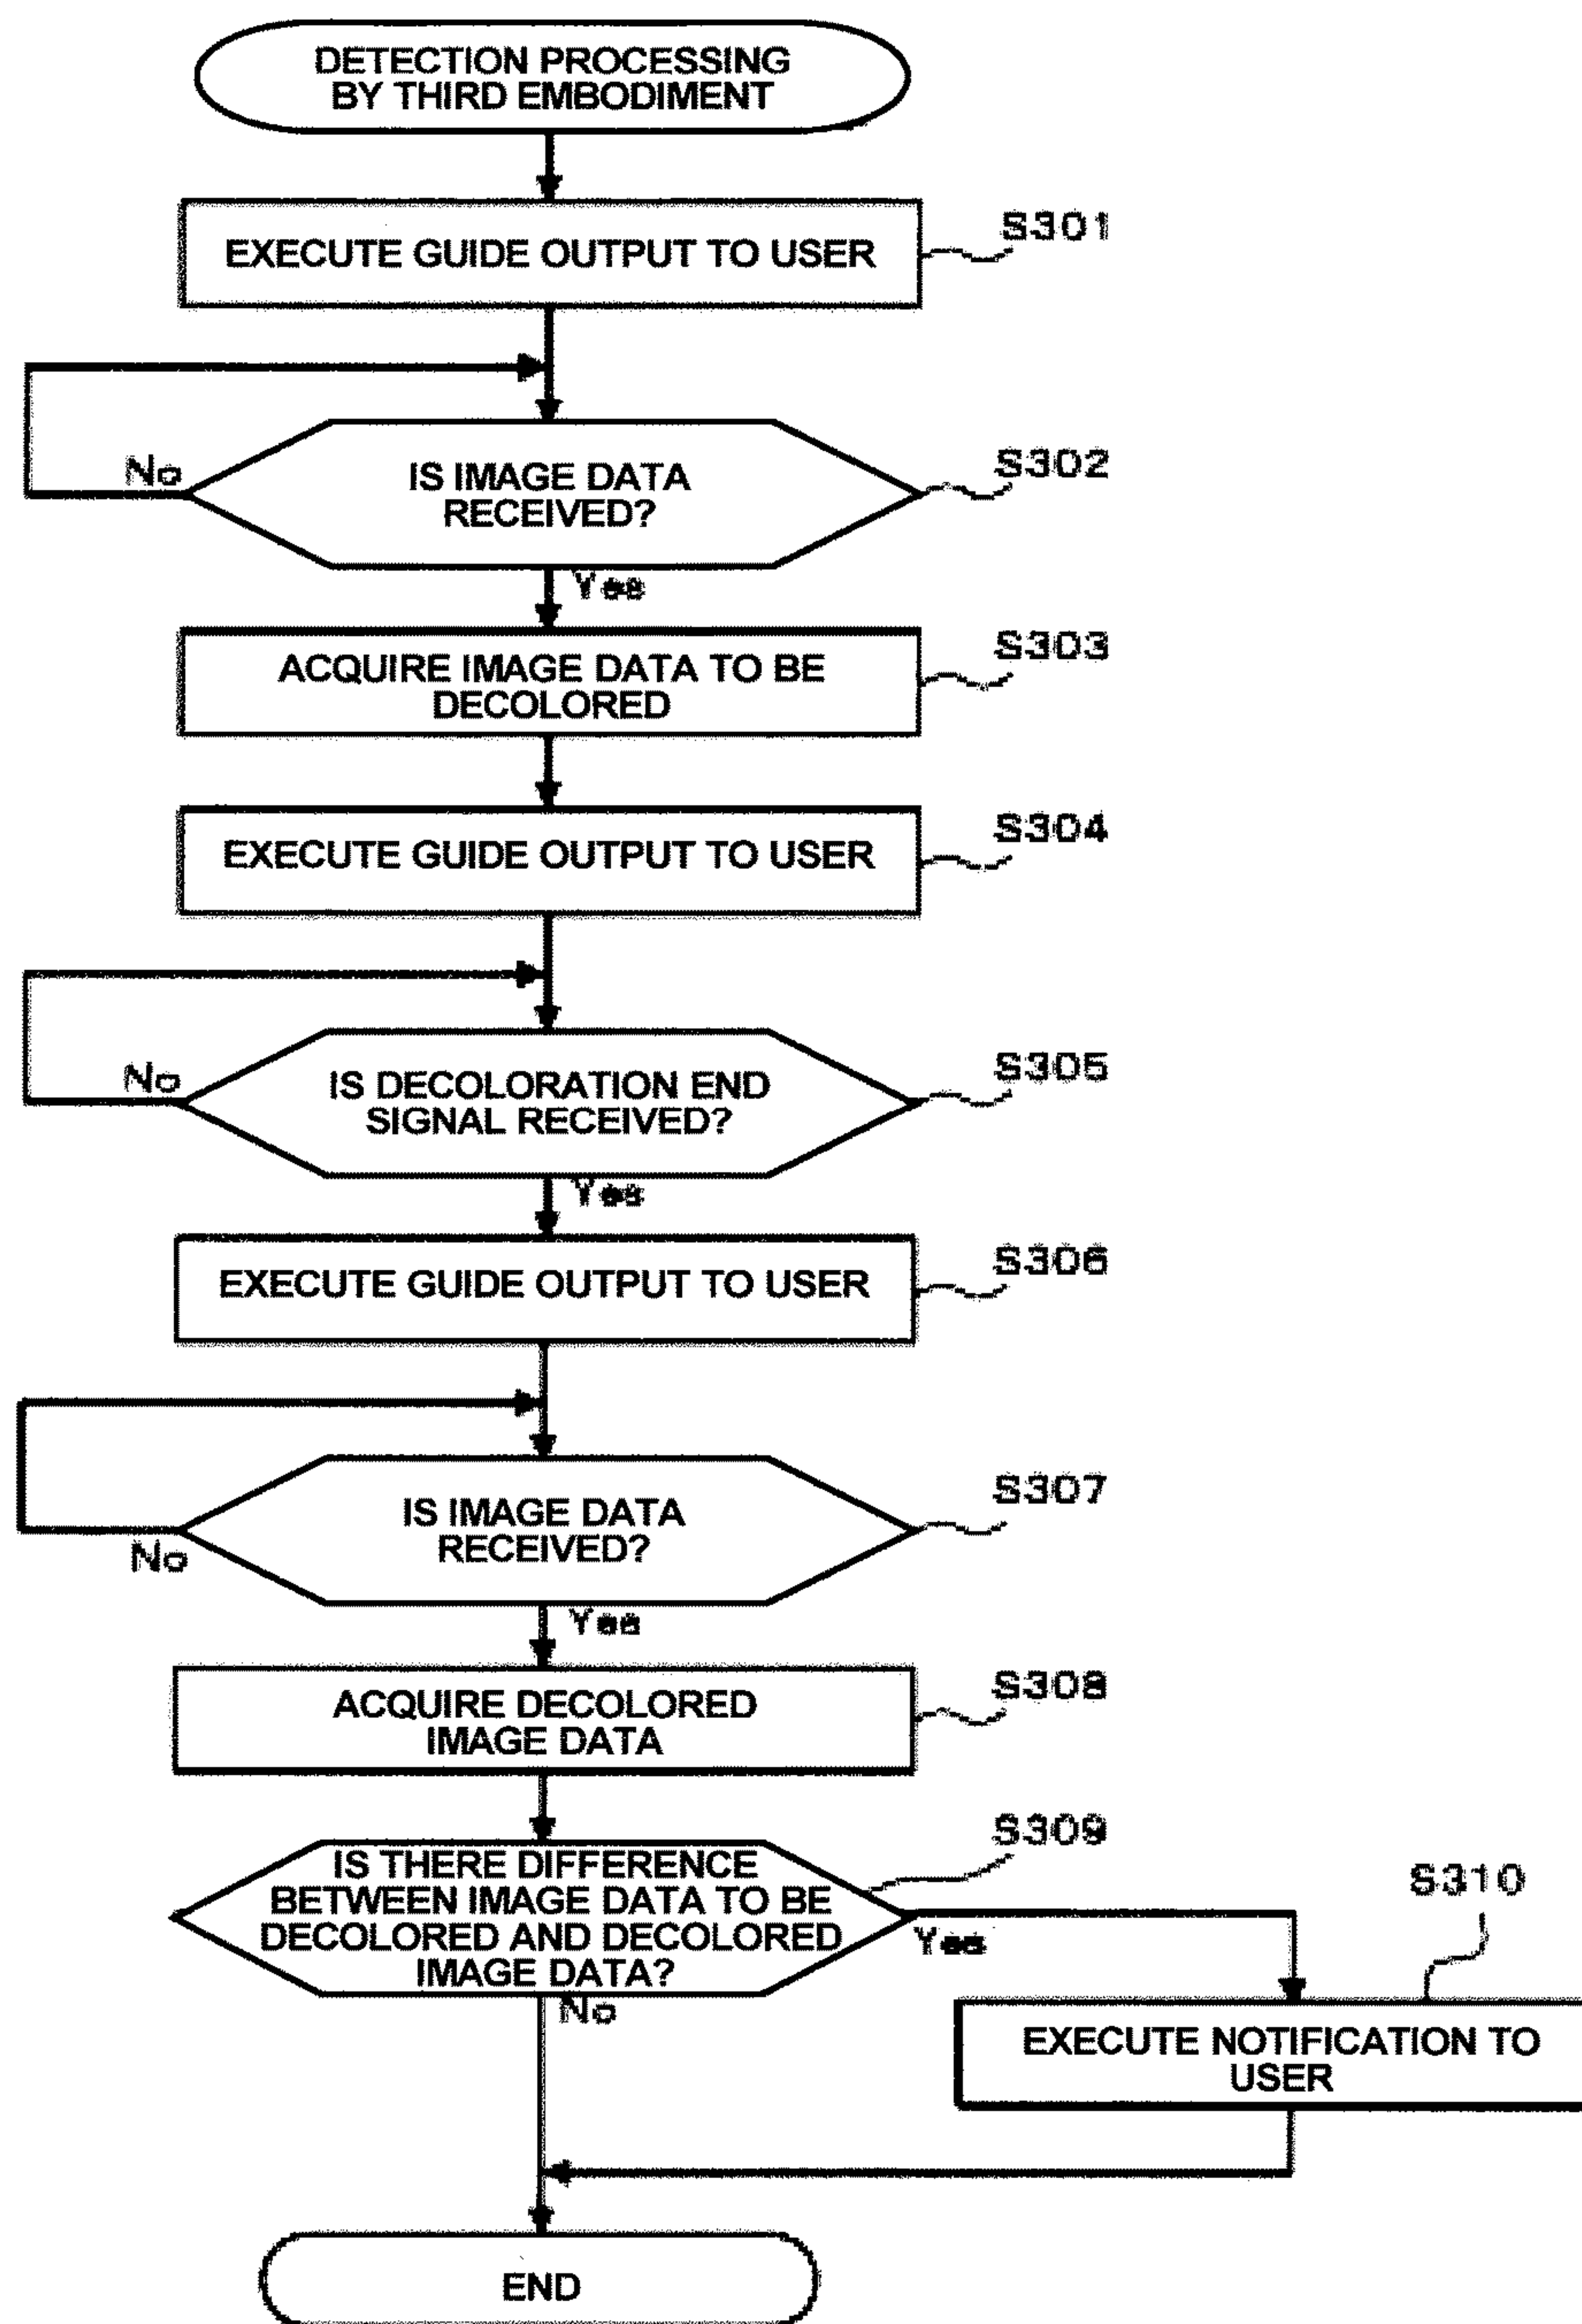 DETECTION PROCESSING
BY THIRD EMBODIMENT
EXECUTE GUIDE OUTPUT TO USER
S301
No
IS IMAGE DATA
RECEIVED?
S302
Yes
ACQUIRE IMAGE DATA TO BE
DECOLORED
S303
EXECUTE GUIDE OUTPUT TO USER
S304
No
IS DECOLORATION END
SIGNAL RECEIVED?
S305
Yes
EXECUTE GUIDE OUTPUT TO USER
S306
IS IMAGE DATA
RECEIVED?
S307
No
Yes
ACQUIRE DECOLORED
IMAGE DATA
S308
IS THERE DIFFERENCE
BETWEEN IMAGE DATA TO BE
DECOLORED AND DECOLORED
IMAGE DATA?
S309
Yes
No
S310
EXECUTE NOTIFICATION TO
USER
END